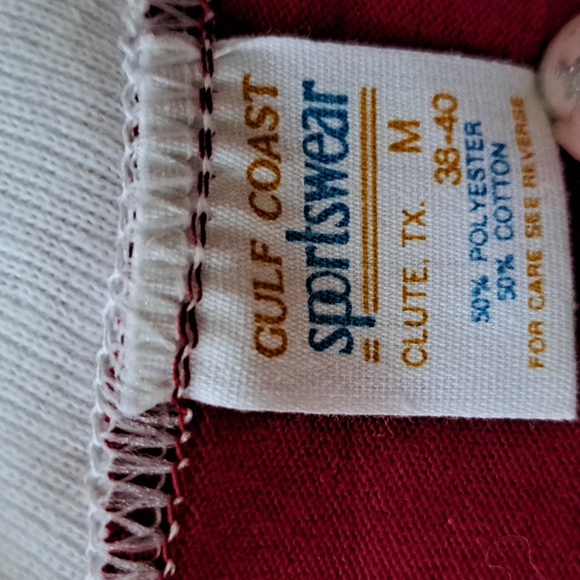 GULF COAST
sportswear
CLUTE, TX. M
38-40
50% POLYESTER
50% COTTON
FOR CARE SEE REVERSE